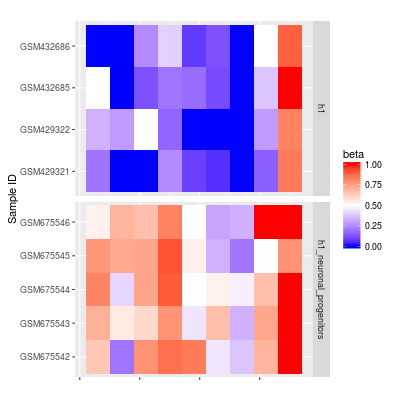 GSM432686
GSM432685
GSM429322
GSM429321
h1
GSM675546
GSM675545
GSM675544
GSM675543
GSM675542
h1_neuronal_progenitors
Sample ID
beta
1.00
0.75
0.50
0.25
0.00